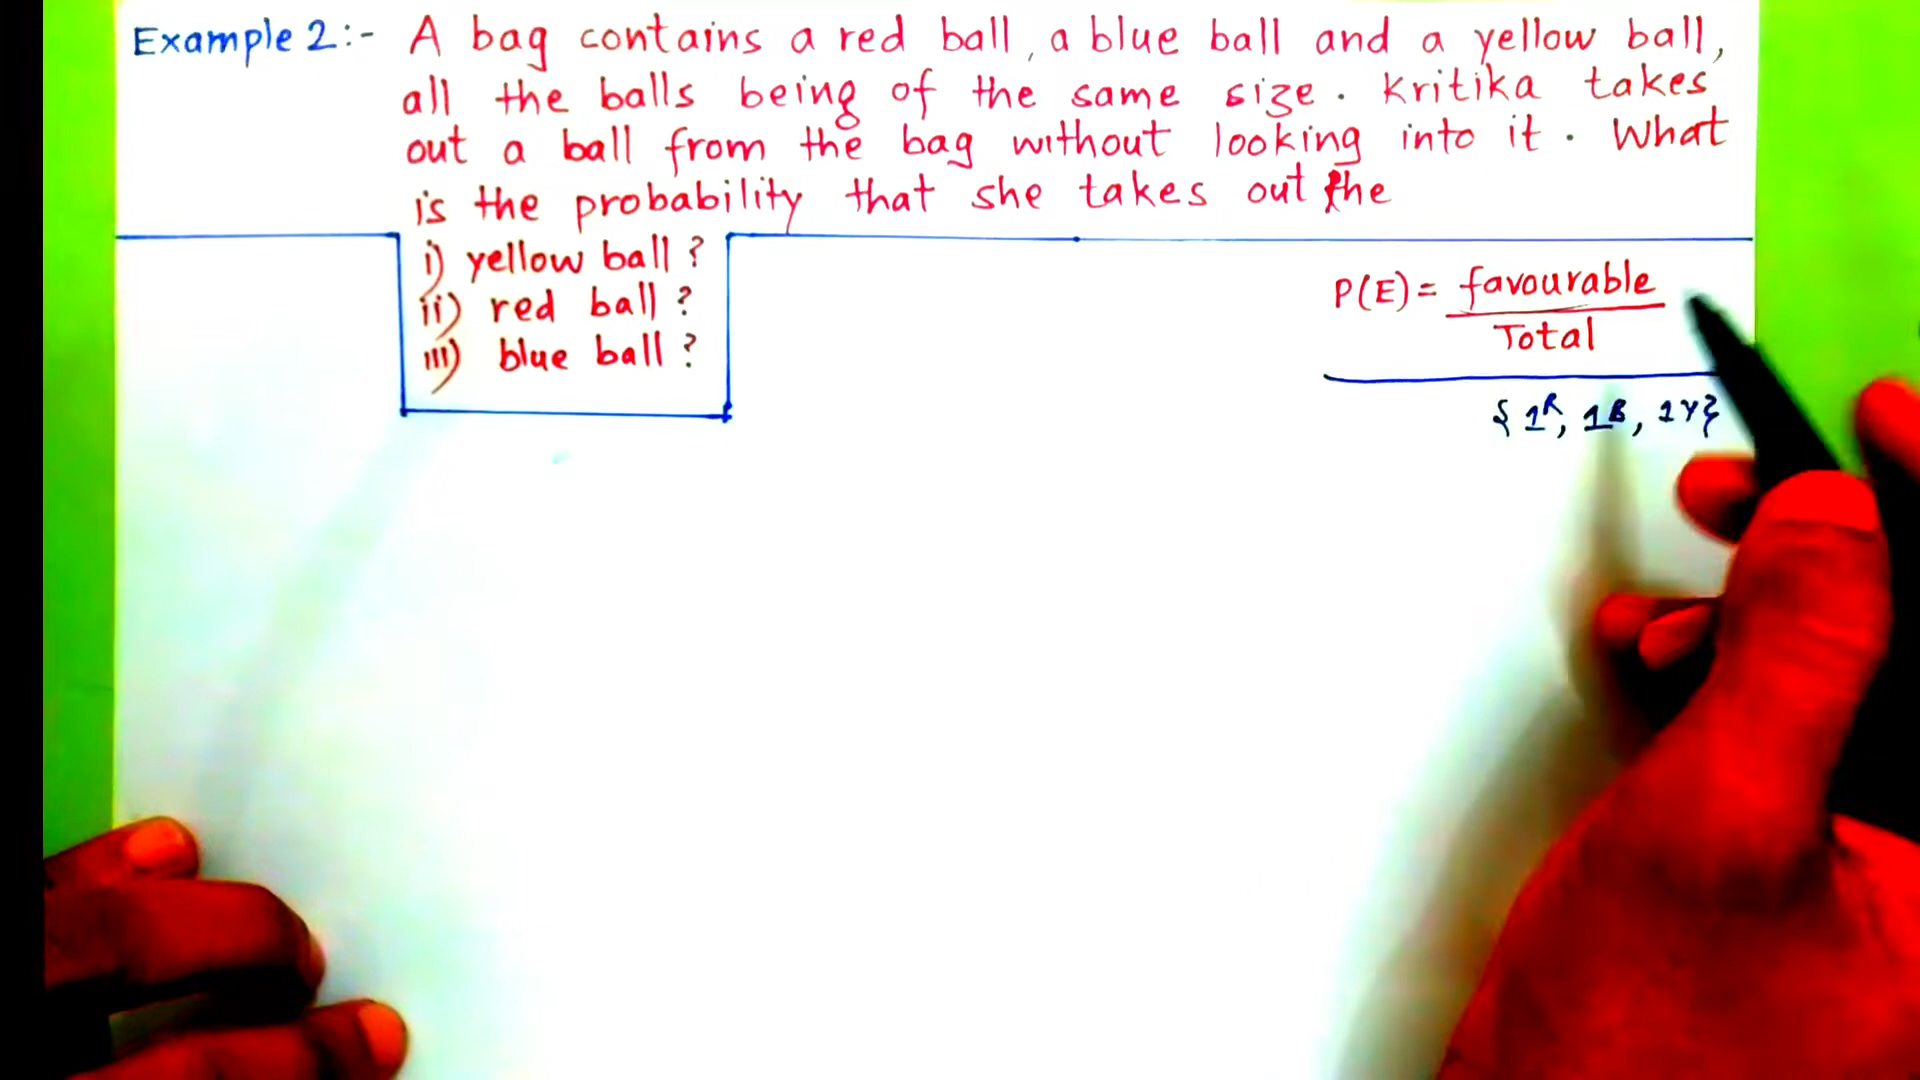 Example 2:- A bag contains a red ball, a blue ball and a yellow ball,
all the balls being of the same size. Kritika takes
out a ball from the bag without looking into it. What
is the probability that she takes out the
i) yellow ball?
ii) red ball?
iii) blue ball?
P(E) = favourable
Total
{ 1R, 1B, 1Y}